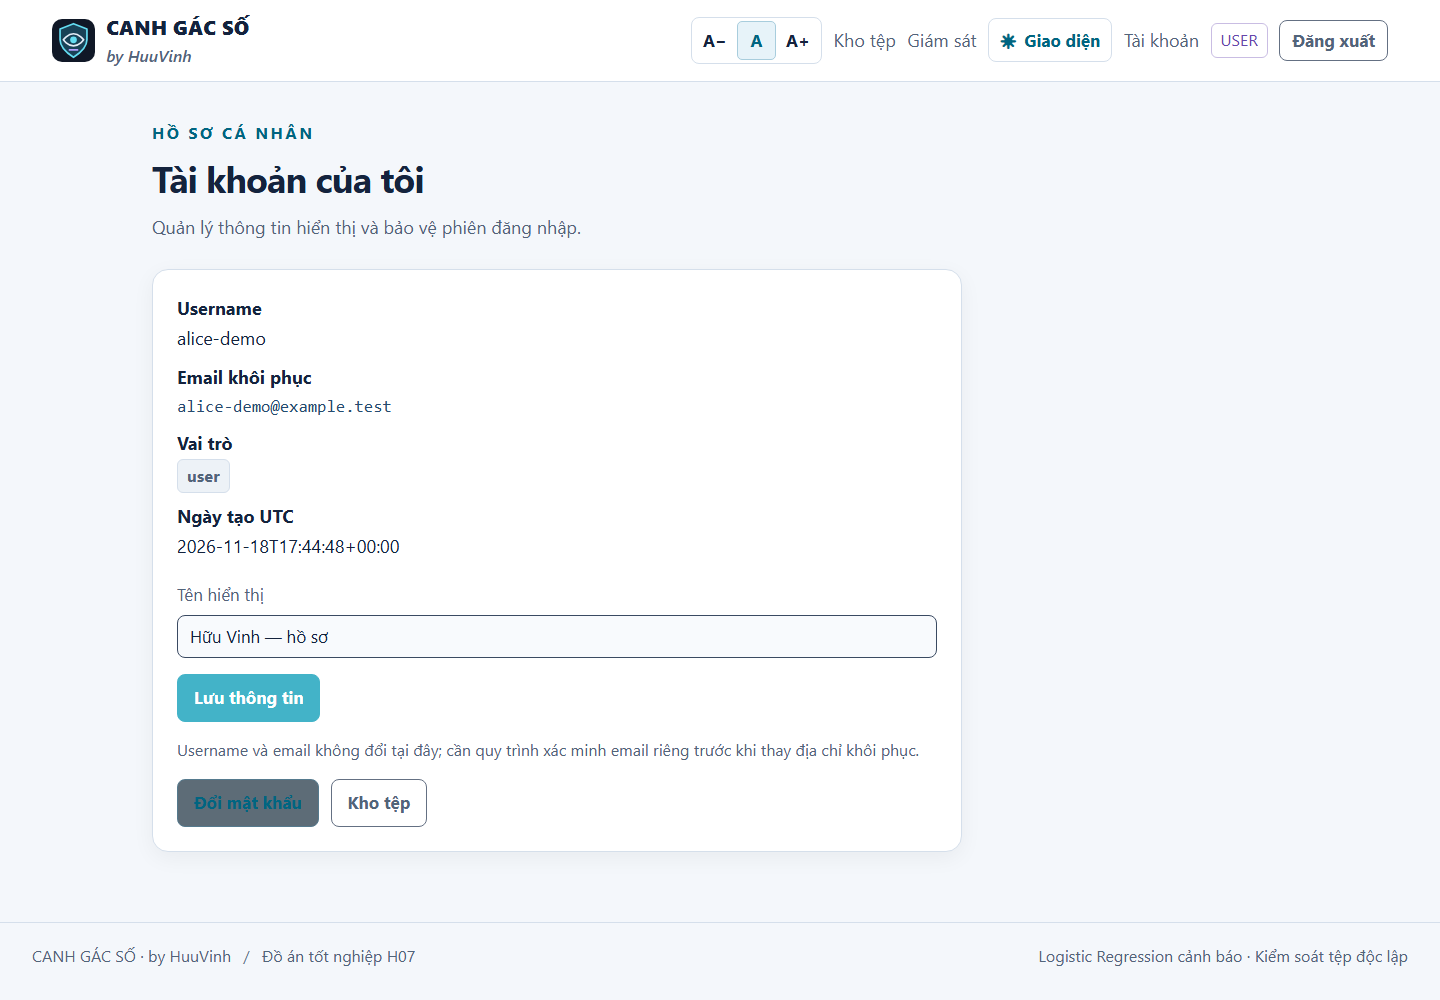 CANH GÁC SỐ
by HuuVinh
A−
A
A+
Kho tệp
Giám sát
Giao diện
Tài khoản
USER
Đăng xuất
HỒ SƠ CÁ NHÂN
Tài khoản của tôi
Quản lý thông tin hiển thị và bảo vệ phiên đăng nhập.
Username
alice-demo
Email khôi phục
alice-demo@example.test
Vai trò
user
Ngày tạo UTC
2026-11-18T17:44:48+00:00
Tên hiển thị
Hữu Vinh — hồ sơ
Lưu thông tin
Username và email không đổi tại đây; cần quy trình xác minh email riêng trước khi thay địa chỉ khôi phục.
Đổi mật khẩu
Kho tệp
CANH GÁC SỐ · by HuuVinh / Đồ án tốt nghiệp H07
Logistic Regression cảnh báo · Kiểm soát tệp độc lập